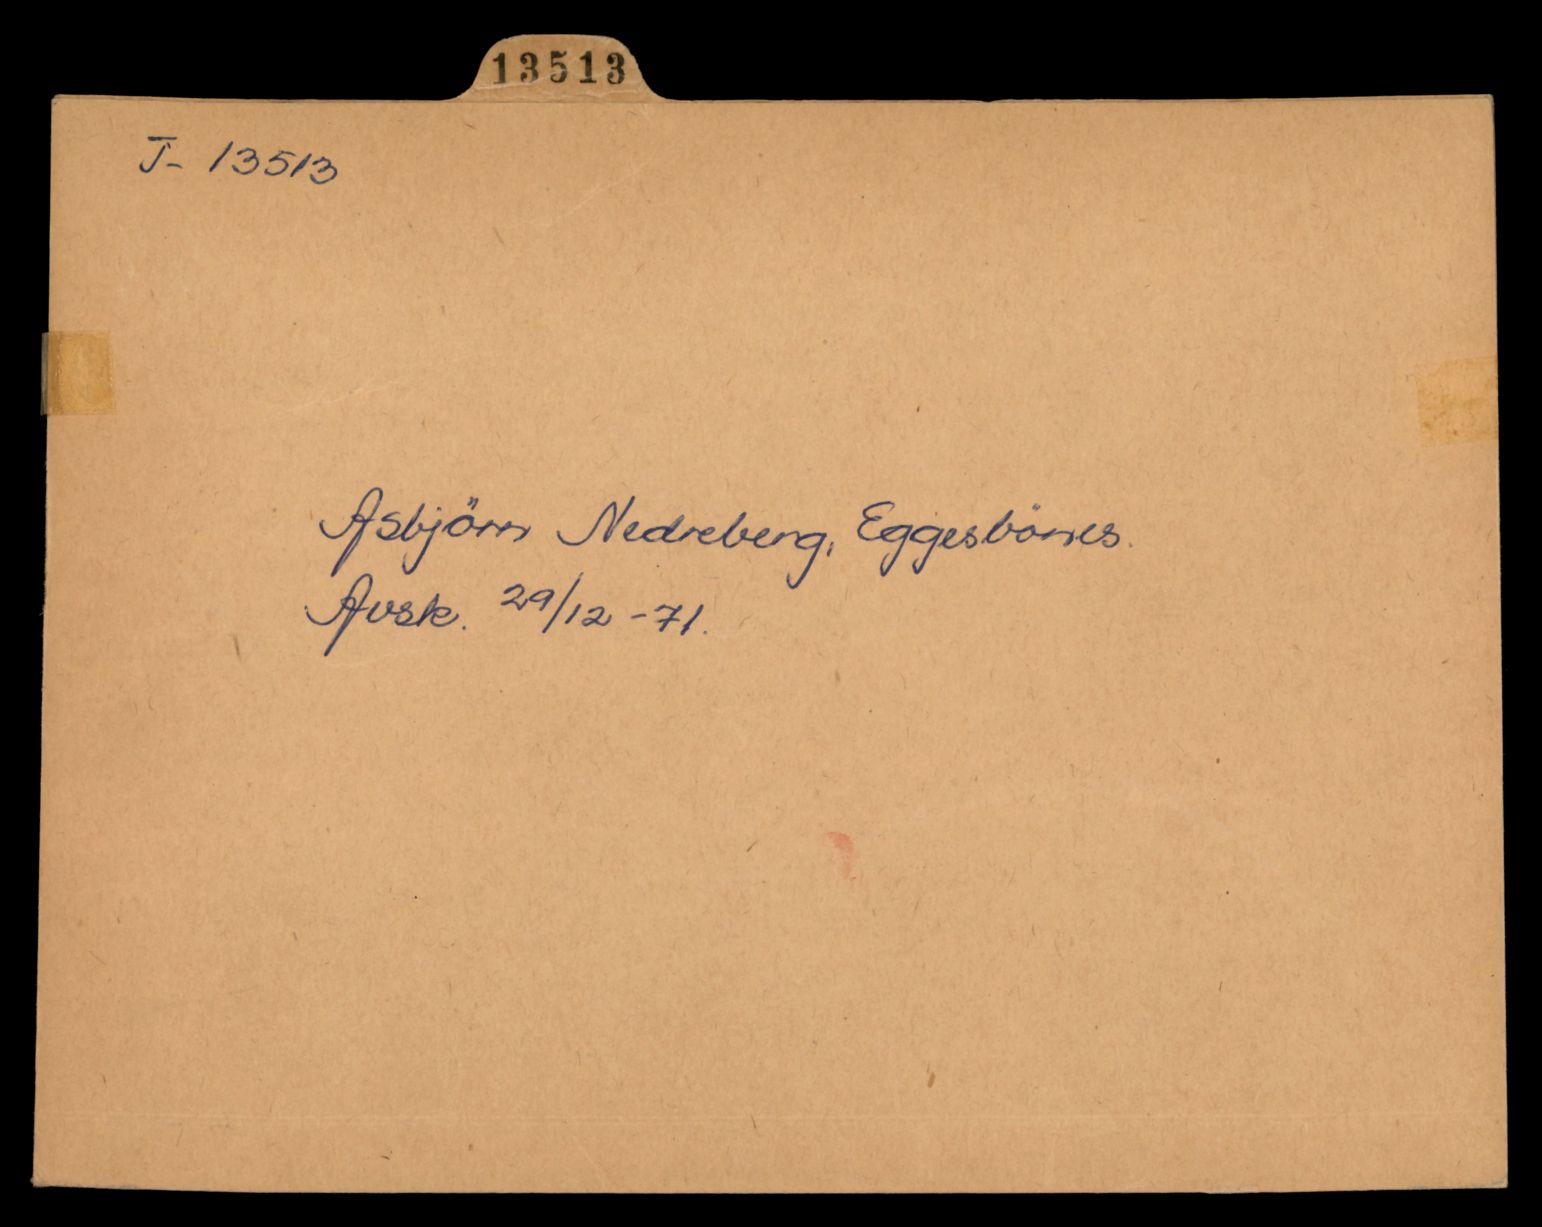 13513
T- 13513
Asbjörn Nedreberg, Eggesbönes.
Avsk. 29/12 -71.